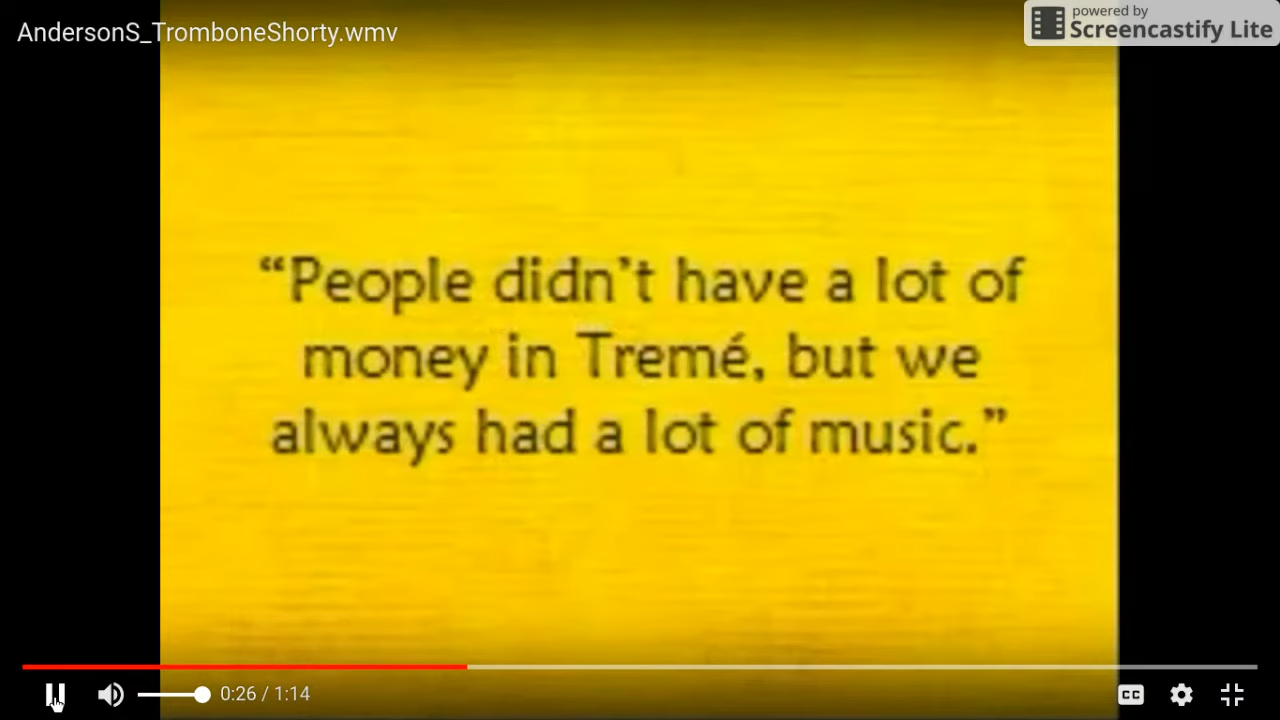 AndersonS_TromboneShorty.wmv
powered by
Screencastify Lite
“People didn’t have a lot of
money in Tremé, but we
always had a lot of music.”
0:26 / 1:14
CC